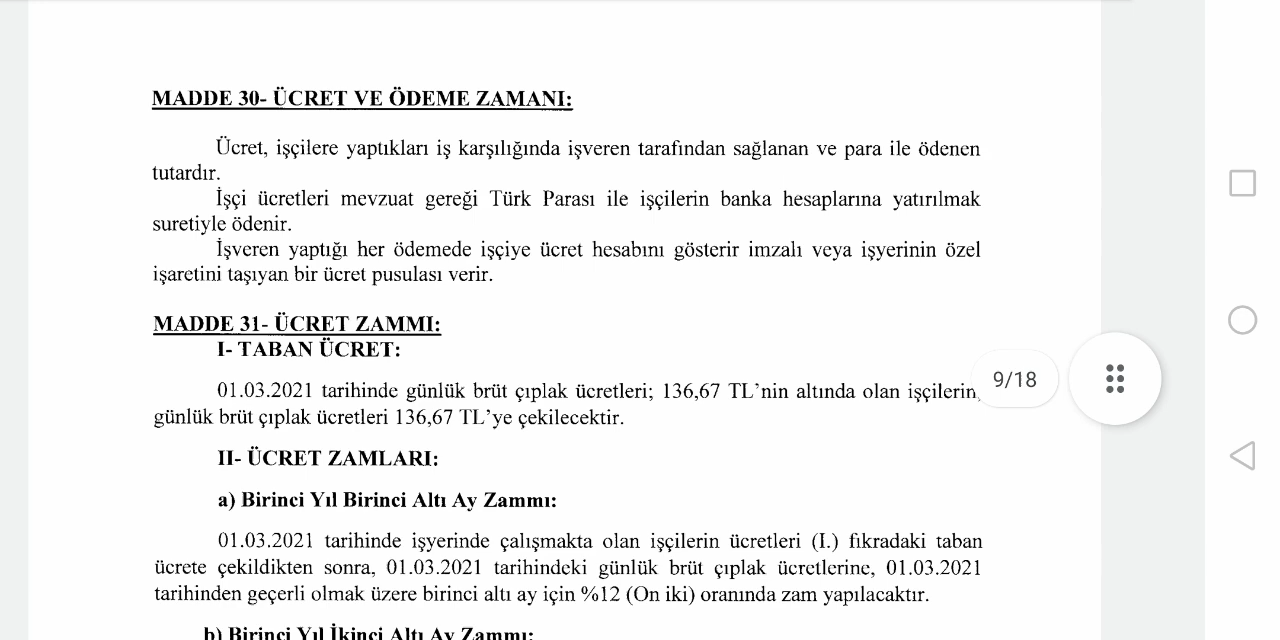 MADDE 30- ÜCRET VE ÖDEME ZAMANI:
Ücret, işçilere yaptıkları iş karşılığında işveren tarafından sağlanan ve para ile ödenen
tutardır.
İşçi ücretleri mevzuat gereği Türk Parası ile işçilerin banka hesaplarına yatırılmak
suretiyle ödenir.
İşveren yaptığı her ödemede işçiye ücret hesabını gösterir imzalı veya işyerinin özel
işaretini taşıyan bir ücret pusulası verir.
MADDE 31- ÜCRET ZAMMI:
I- TABAN ÜCRET:
01.03.2021 tarihinde günlük brüt çıplak ücretleri; 136,67 TL’nin altında olan işçilerin,
günlük brüt çıplak ücretleri 136,67 TL’ye çekilecektir.
9/18
II- ÜCRET ZAMLARI:
a) Birinci Yıl Birinci Altı Ay Zammı:
01.03.2021 tarihinde işyerinde çalışmakta olan işçilerin ücretleri (I.) fıkradaki taban
ücrete çekildikten sonra, 01.03.2021 tarihindeki günlük brüt çıplak ücretlerine, 01.03.2021
tarihinden geçerli olmak üzere birinci altı ay için %12 (On iki) oranında zam yapılacaktır.
b) Birinci Yıl İkinci Altı Ay Zammı: